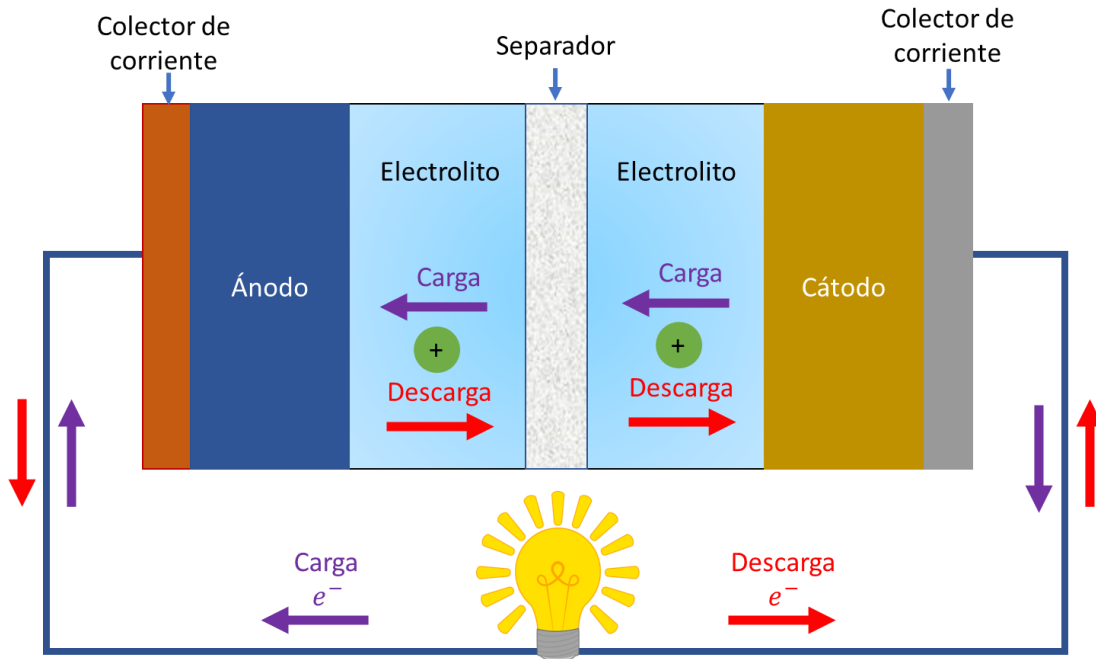 Colector de
corriente
Separador
Colector de
corriente
Electrolito
Electrolito
Ánodo
Carga
+
Descarga
Carga
+
Descarga
Cátodo
Carga
e⁻
Descarga
e⁻